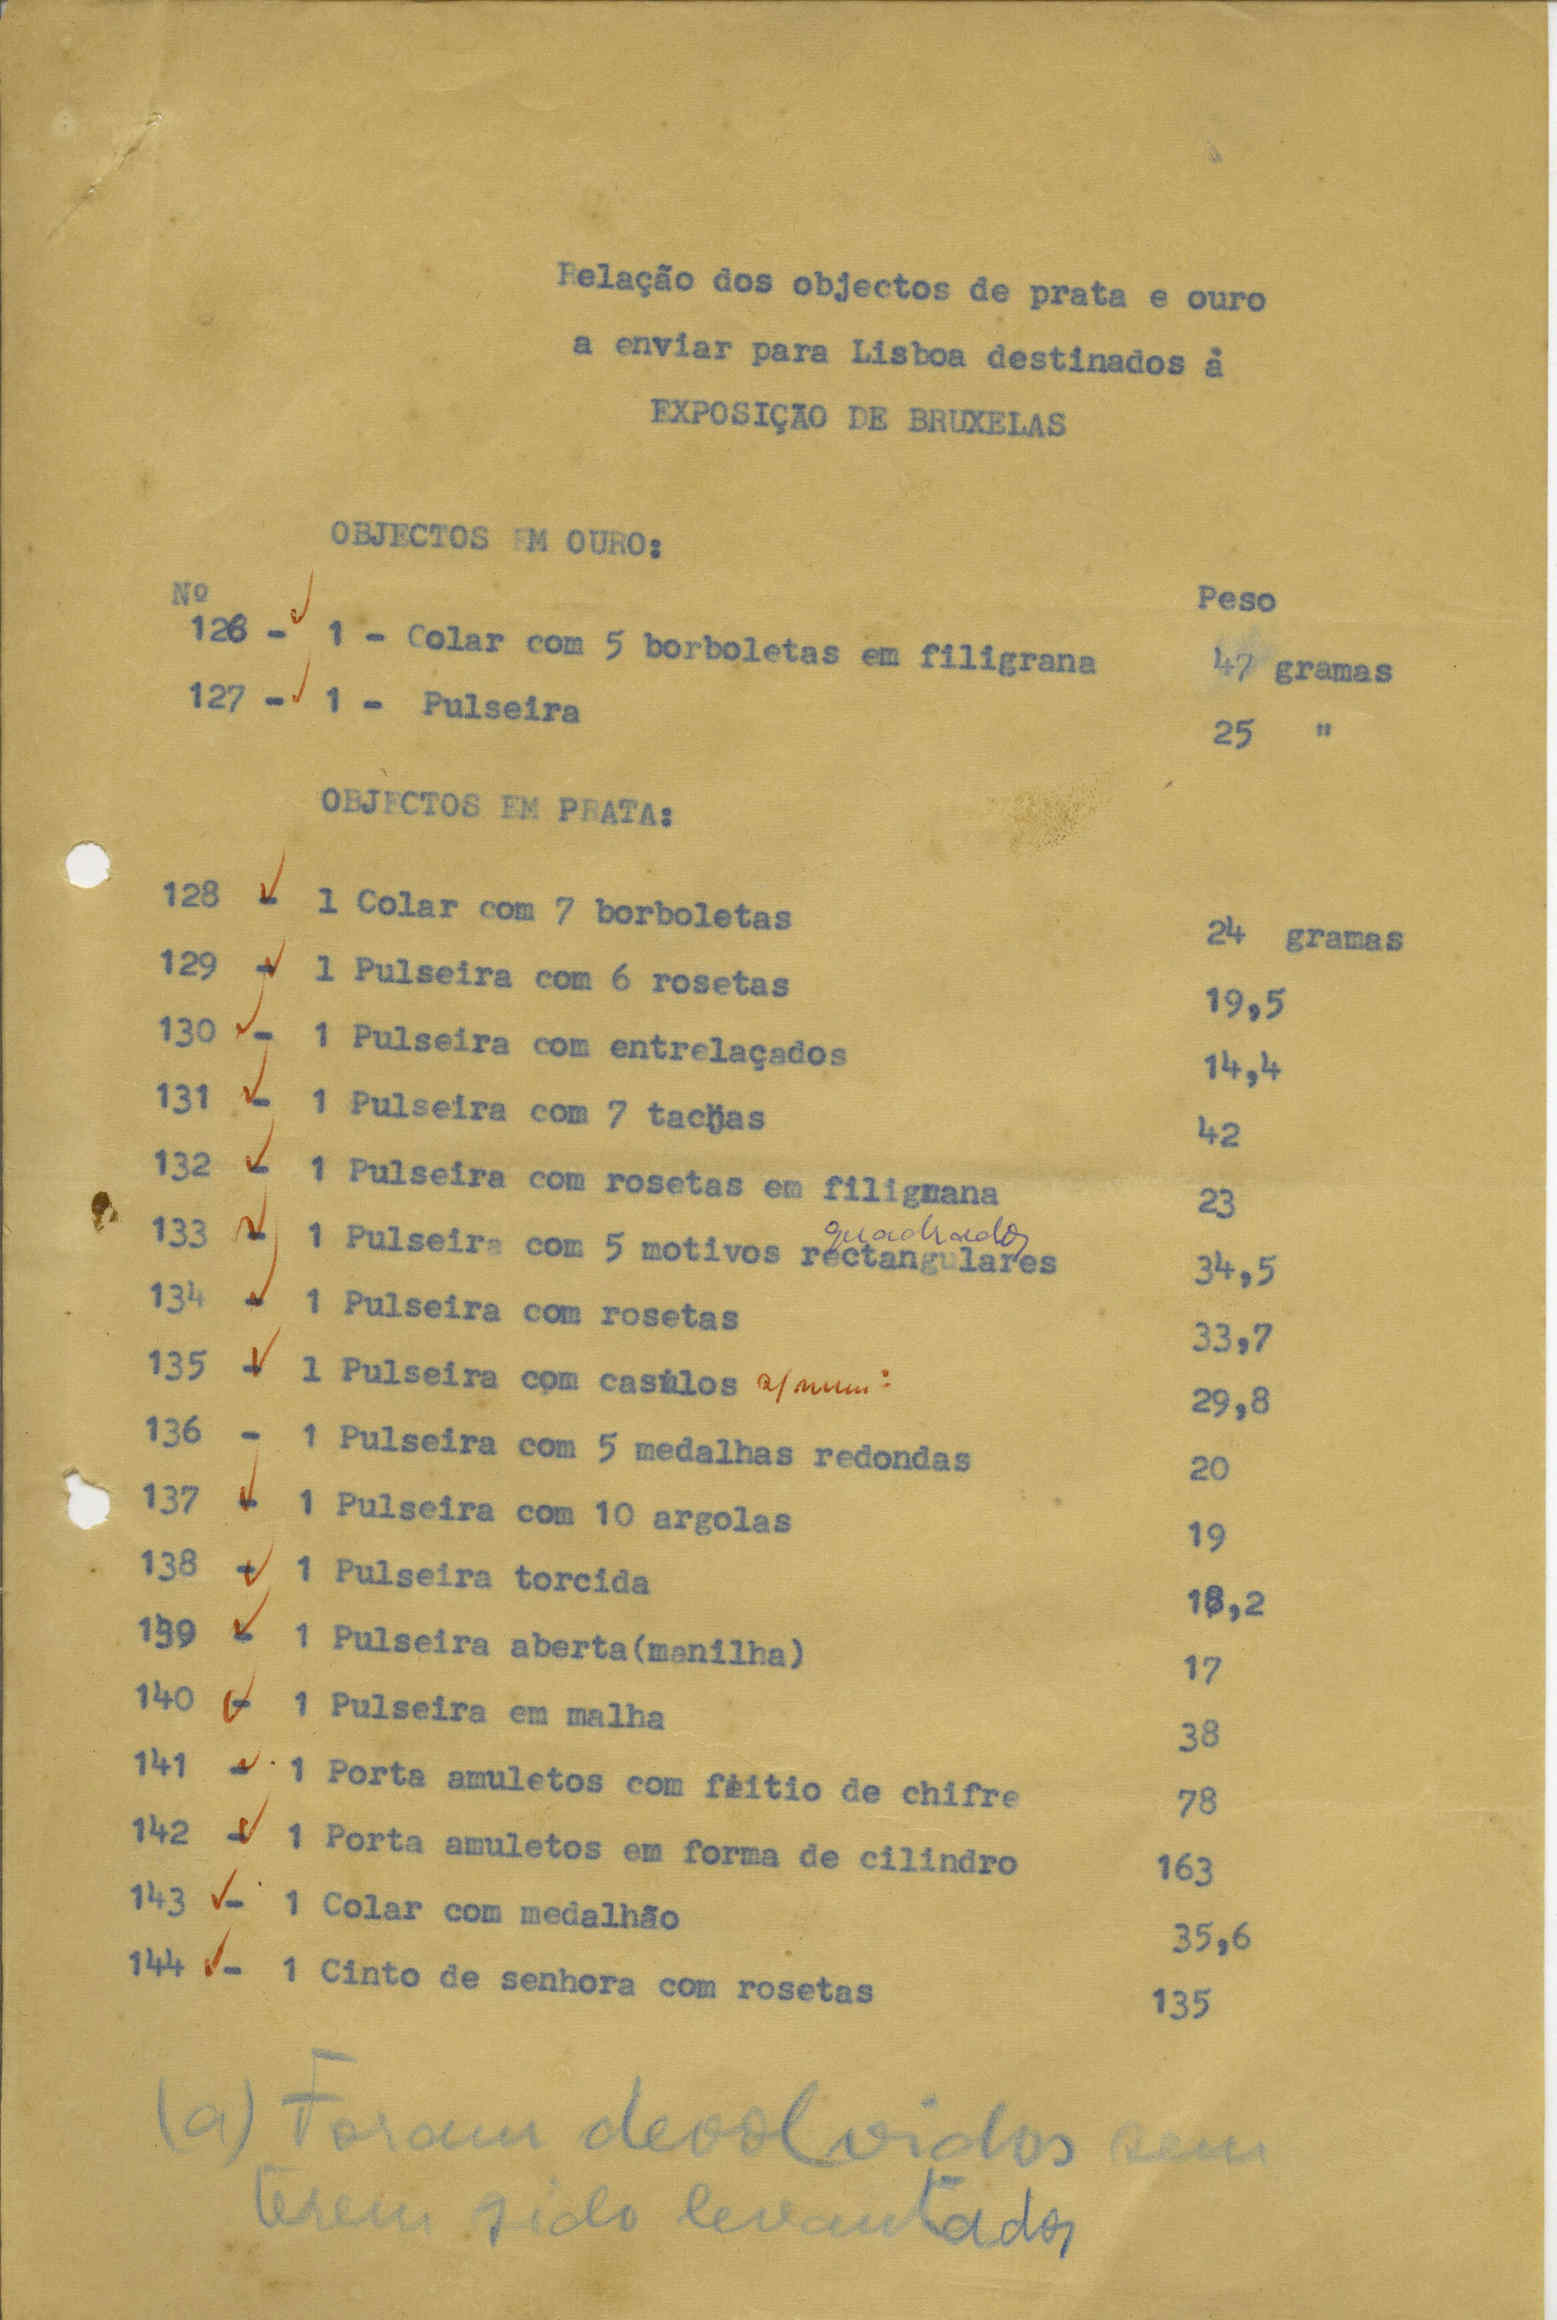 Relação dos objectos de prata e ouro
a enviar para Lisboa destinados à
EXPOSIÇÃO DE BRUXELAS
OBJECTOS EM OURO:
Nº Peso
126 - 1 - Colar com 5 borboletas em filigrana 47 gramas
127 - 1 - Pulseira 25 "
OBJECTOS EM PRATA:
128 - 1 Colar com 7 borboletas 24 gramas
129 - 1 Pulseira com 6 rosetas 19,5
130 - 1 Pulseira com entrelaçados 14,4
131 - 1 Pulseira com 7 tachas 42
132 - 1 Pulseira com rosetas em filigrana 23
quadrados
133 - 1 Pulseira com 5 motivos rectangulares 34,5
134 - 1 Pulseira com rosetas 33,7
135 - 1 Pulseira com casulos 29,8
136 - 1 Pulseira com 5 medalhas redondas 20
137 - 1 Pulseira com 10 argolas 19
138 - 1 Pulseira torcida 18,2
139 - 1 Pulseira aberta(manilha) 17
140 - 1 Pulseira em malha 38
141 - 1 Porta amuletos com feitio de chifre 78
142 - 1 Porta amuletos em forma de cilindro 163
143 - 1 Colar com medalhão 35,6
144 - 1 Cinto de senhora com rosetas 135
(a) Foram devolvidos sem
terem sido levantados